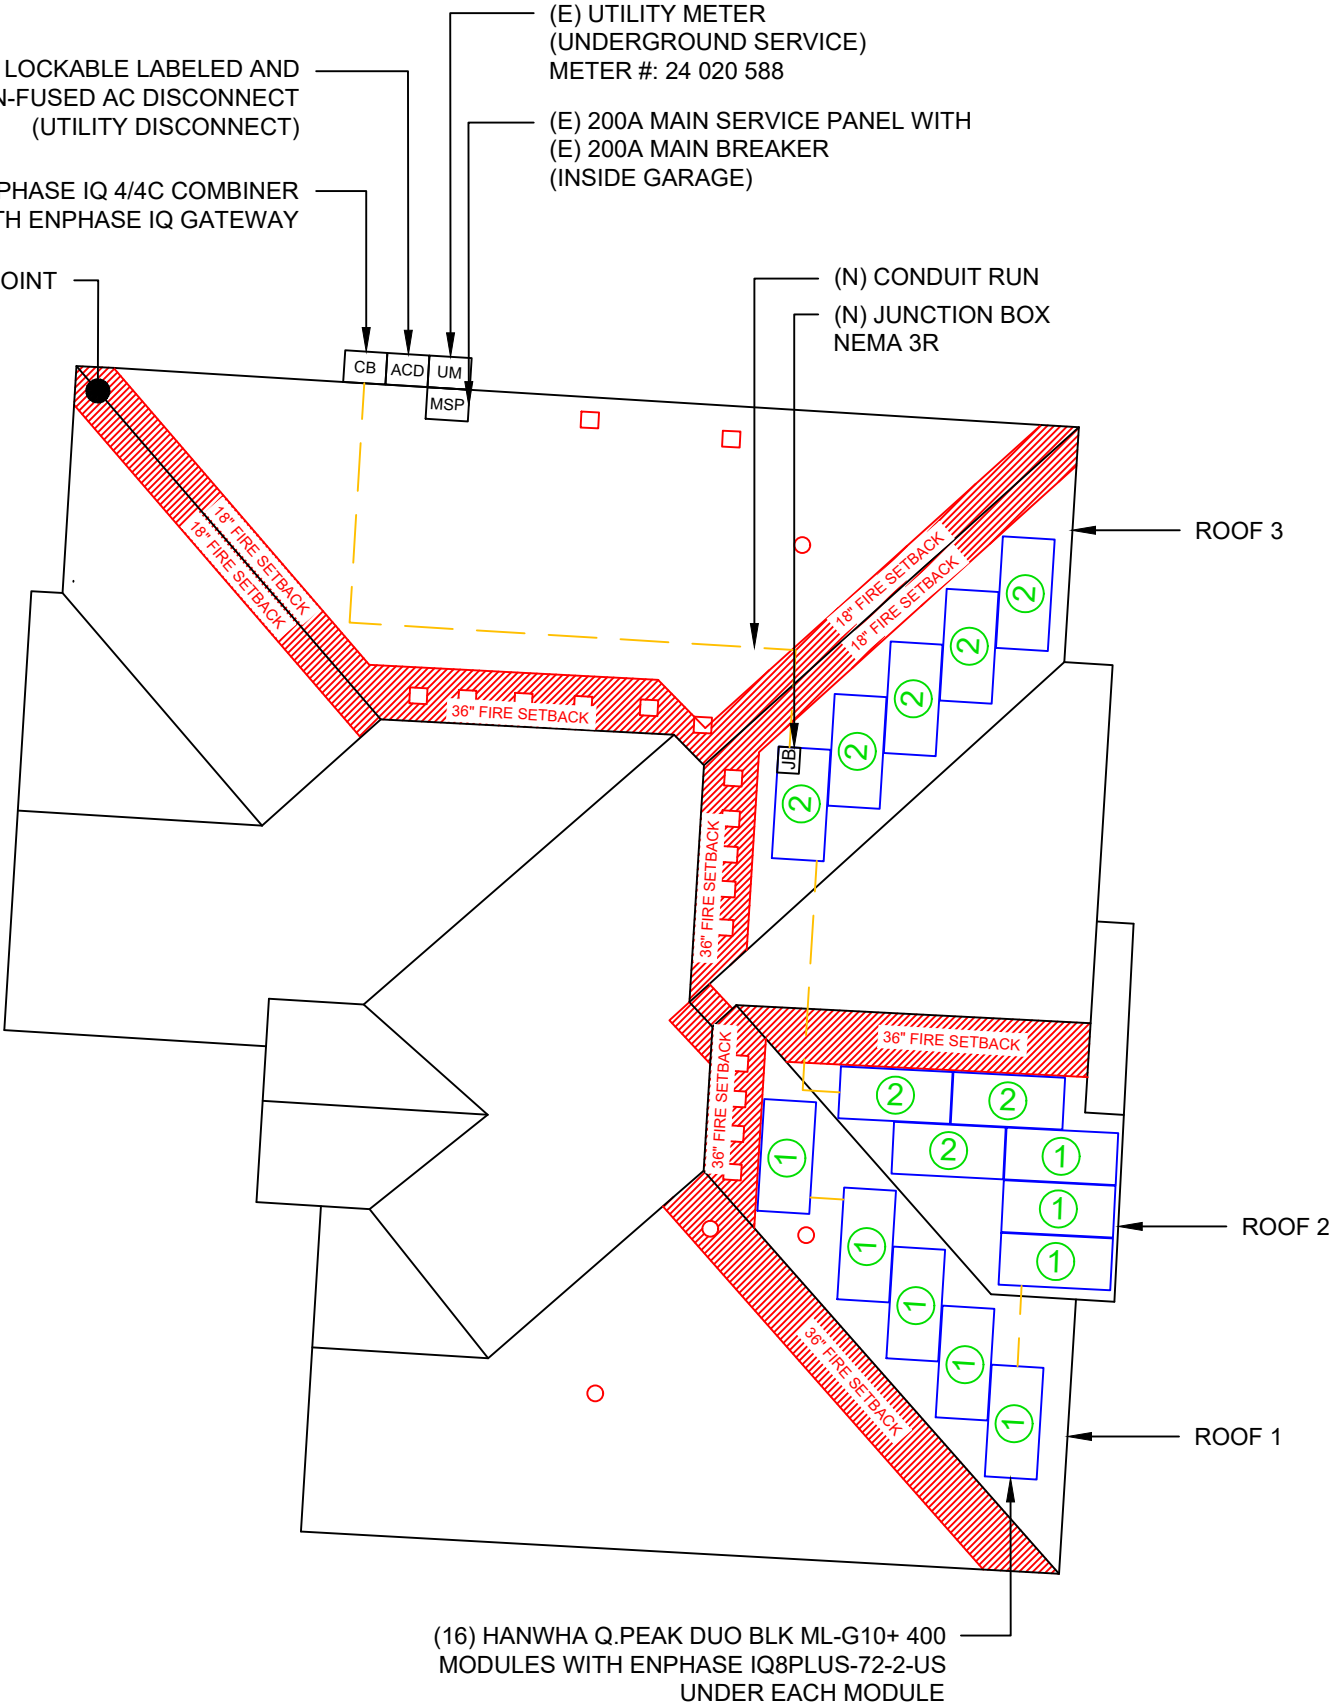 (E) UTILITY METER
(UNDERGROUND SERVICE)
METER #: 24 020 588
LOCKABLE LABELED AND
N-FUSED AC DISCONNECT
(UTILITY DISCONNECT)
(E) 200A MAIN SERVICE PANEL WITH
(E) 200A MAIN BREAKER
(INSIDE GARAGE)
PHASE IQ 4/4C COMBINER
TH ENPHASE IQ GATEWAY
OINT
(N) CONDUIT RUN
(N) JUNCTION BOX
NEMA 3R
CB
ACD
UM
MSP
18" FIRE SETBACK
18" FIRE SETBACK
18" FIRE SETBACK
18" FIRE SETBACK
ROOF 3
2
2
2
2
2
JB
36" FIRE SETBACK
36" FIRE SETBACK
36" FIRE SETBACK
36" FIRE SETBACK
2
2
2
1
1
1
ROOF 2
1
1
1
1
1
36" FIRE SETBACK
ROOF 1
(16) HANWHA Q.PEAK DUO BLK ML-G10+ 400
MODULES WITH ENPHASE IQ8PLUS-72-2-US
UNDER EACH MODULE